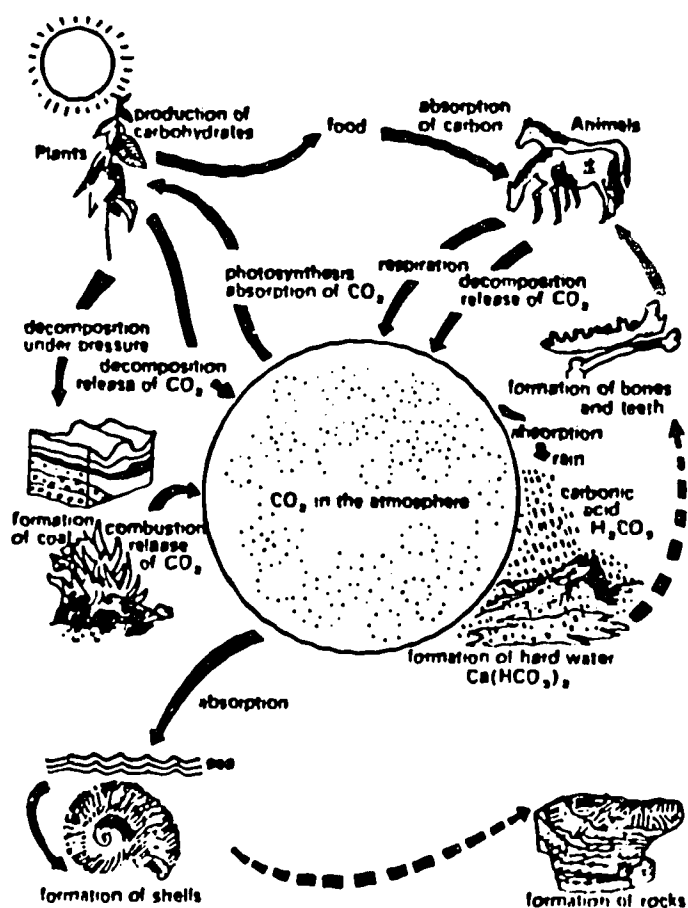 production of
carbohydrates
Plants
food
absorption
of carbon
Animals
photosynthesis
absorption of CO₂
respiration
decomposition
release of CO₂
decomposition
under pressure
decomposition
release of CO₂
formation of bones
and teeth
absorption
rain
carbonic
acid
H₂CO₃
CO₂ in the atmosphere
formation
of coal
combustion
release
of CO₂
formation of hard water
Ca(HCO₃)₂
absorption
sea
formation of shells
formation of rocks